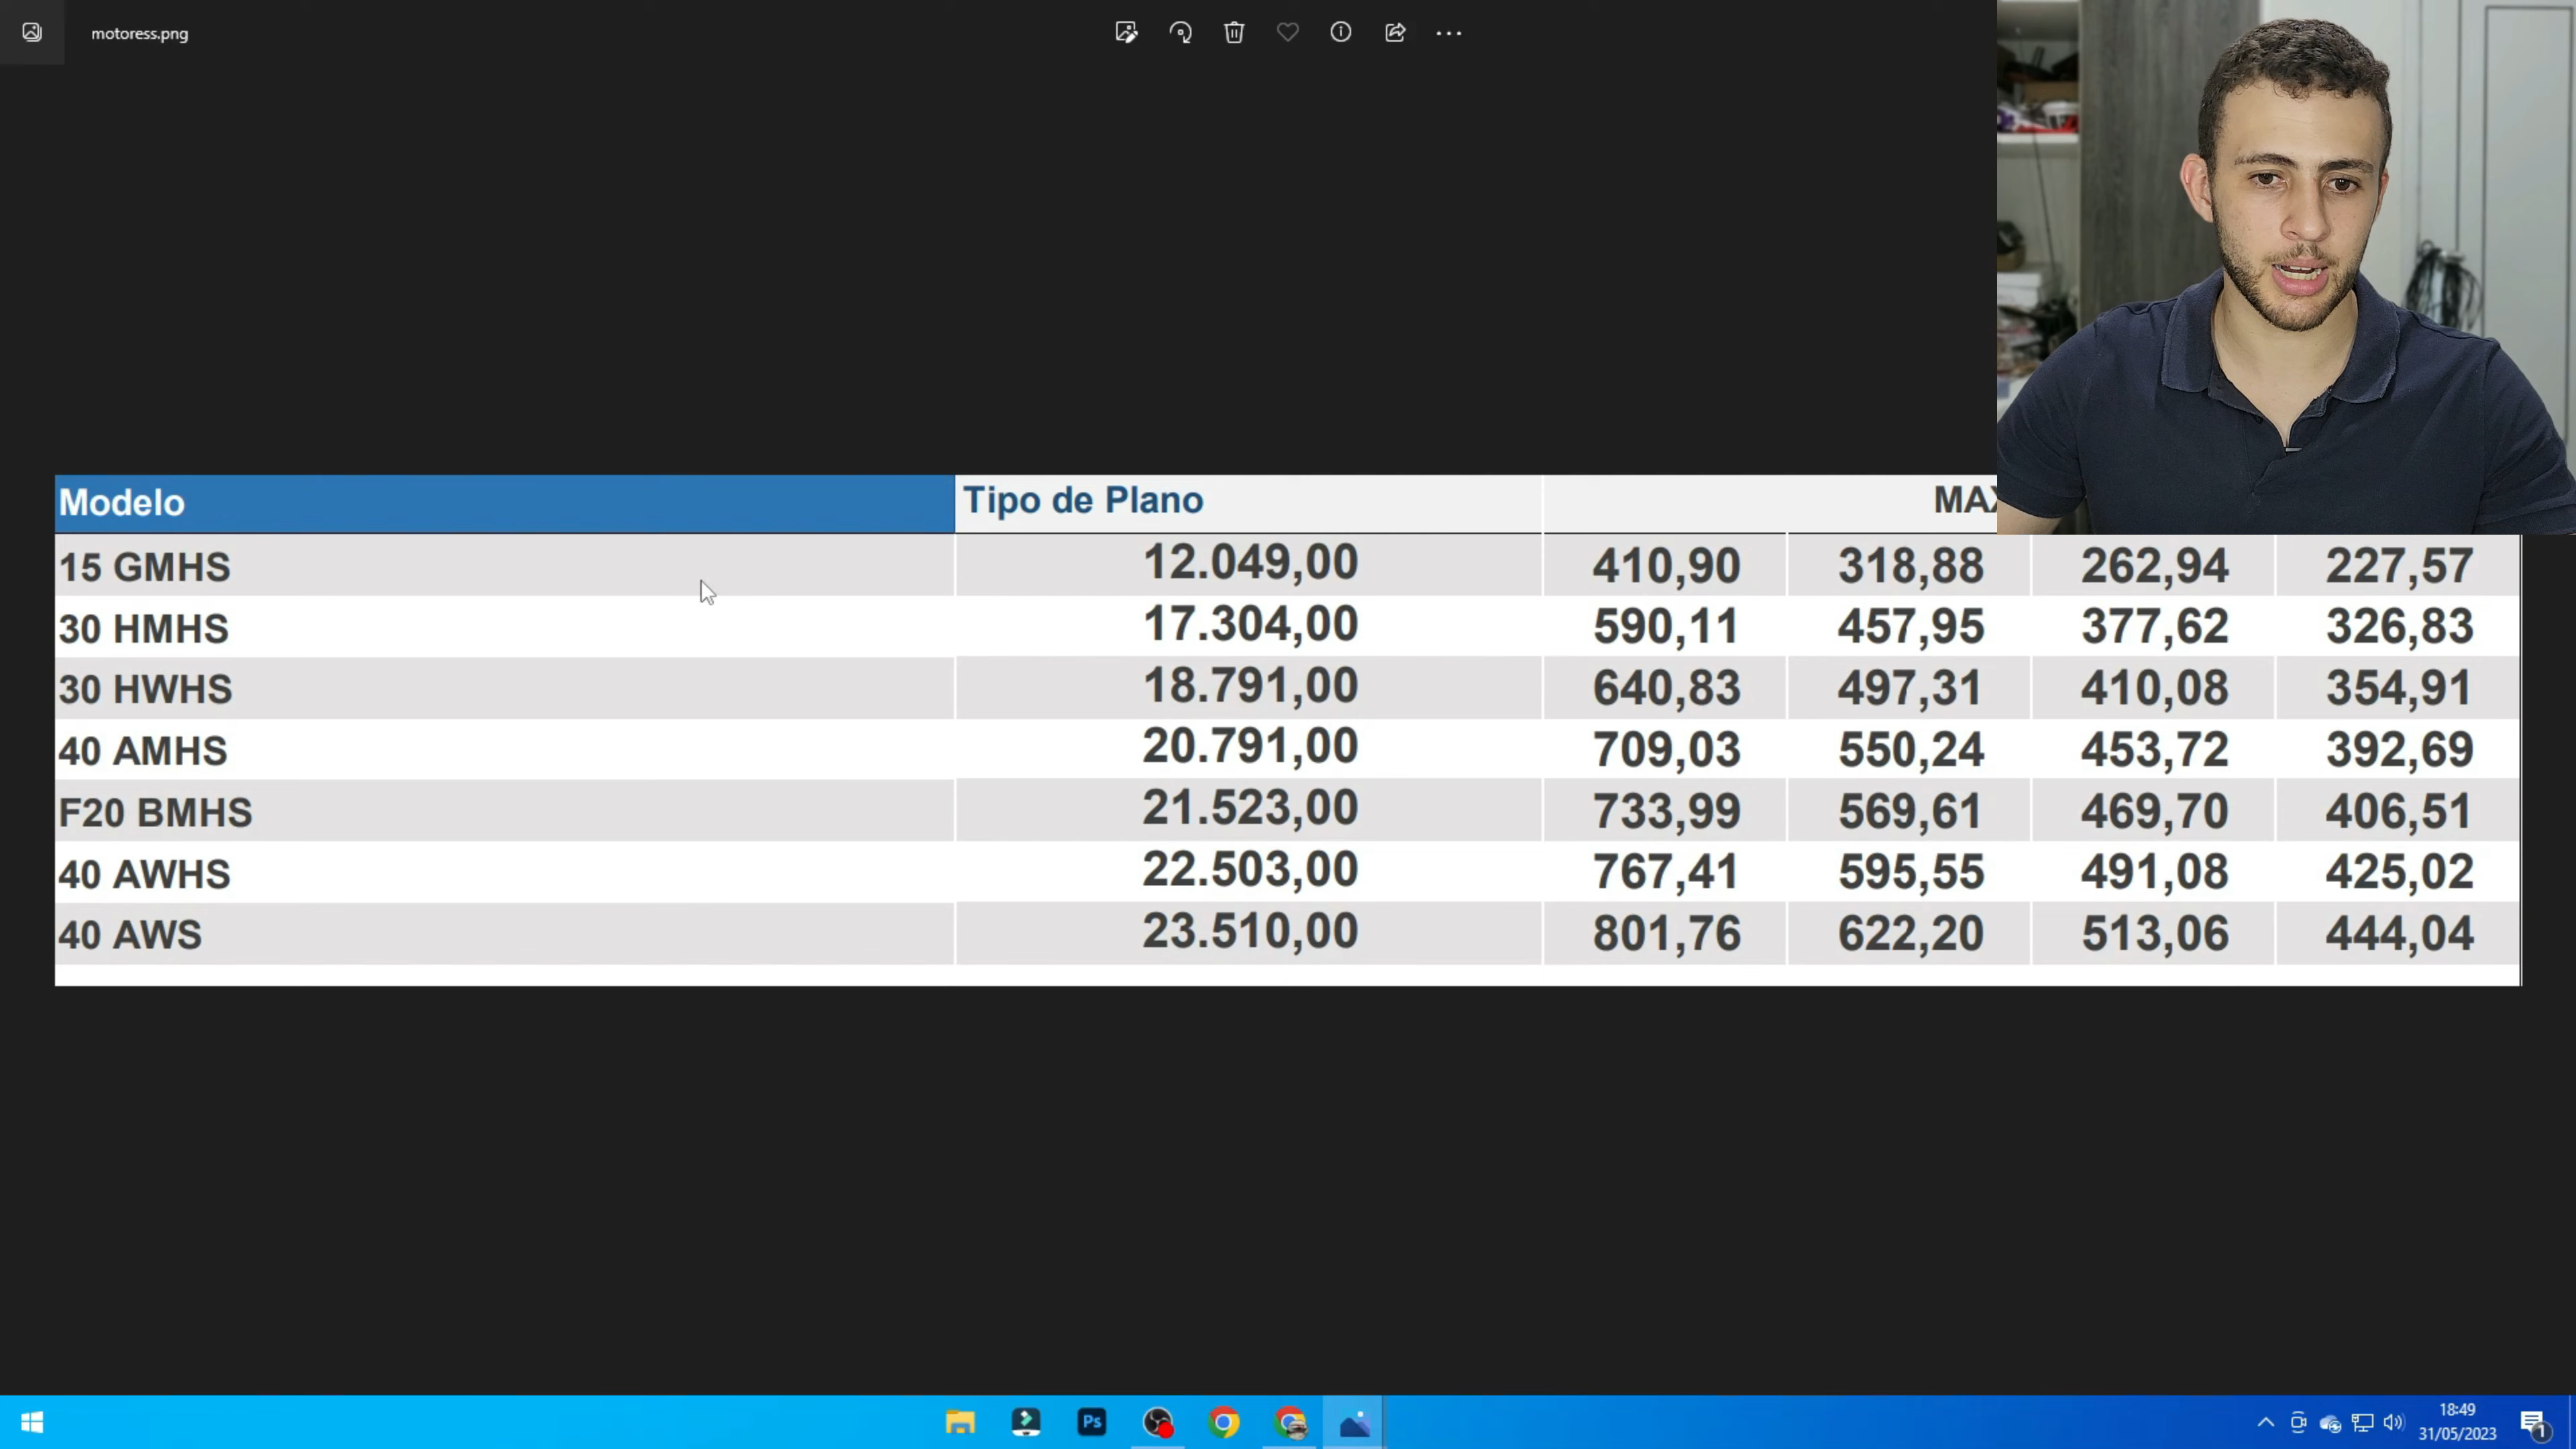 motoress.png
Modelo Tipo de Plano
15 GMHS 12.049,00 410,90 318,88 262,94 227,57
30 HMHS 17.304,00 590,11 457,95 377,62 326,83
30 HWHS 18.791,00 640,83 497,31 410,08 354,91
40 AMHS 20.791,00 709,03 550,24 453,72 392,69
F20 BMHS 21.523,00 733,99 569,61 469,70 406,51
40 AWHS 22.503,00 767,41 595,55 491,08 425,02
40 AWS 23.510,00 801,76 622,20 513,06 444,04
Ps
18:49
31/05/2023
1